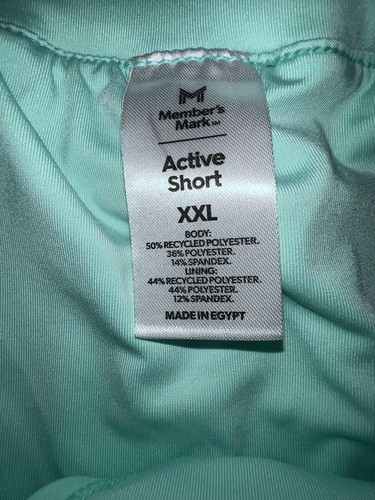 Member's
Mark™
Active
Short
XXL
BODY:
50% RECYCLED POLYESTER.
36% POLYESTER.
14% SPANDEX.
LINING:
44% RECYCLED POLYESTER.
44% POLYESTER.
12% SPANDEX.
MADE IN EGYPT